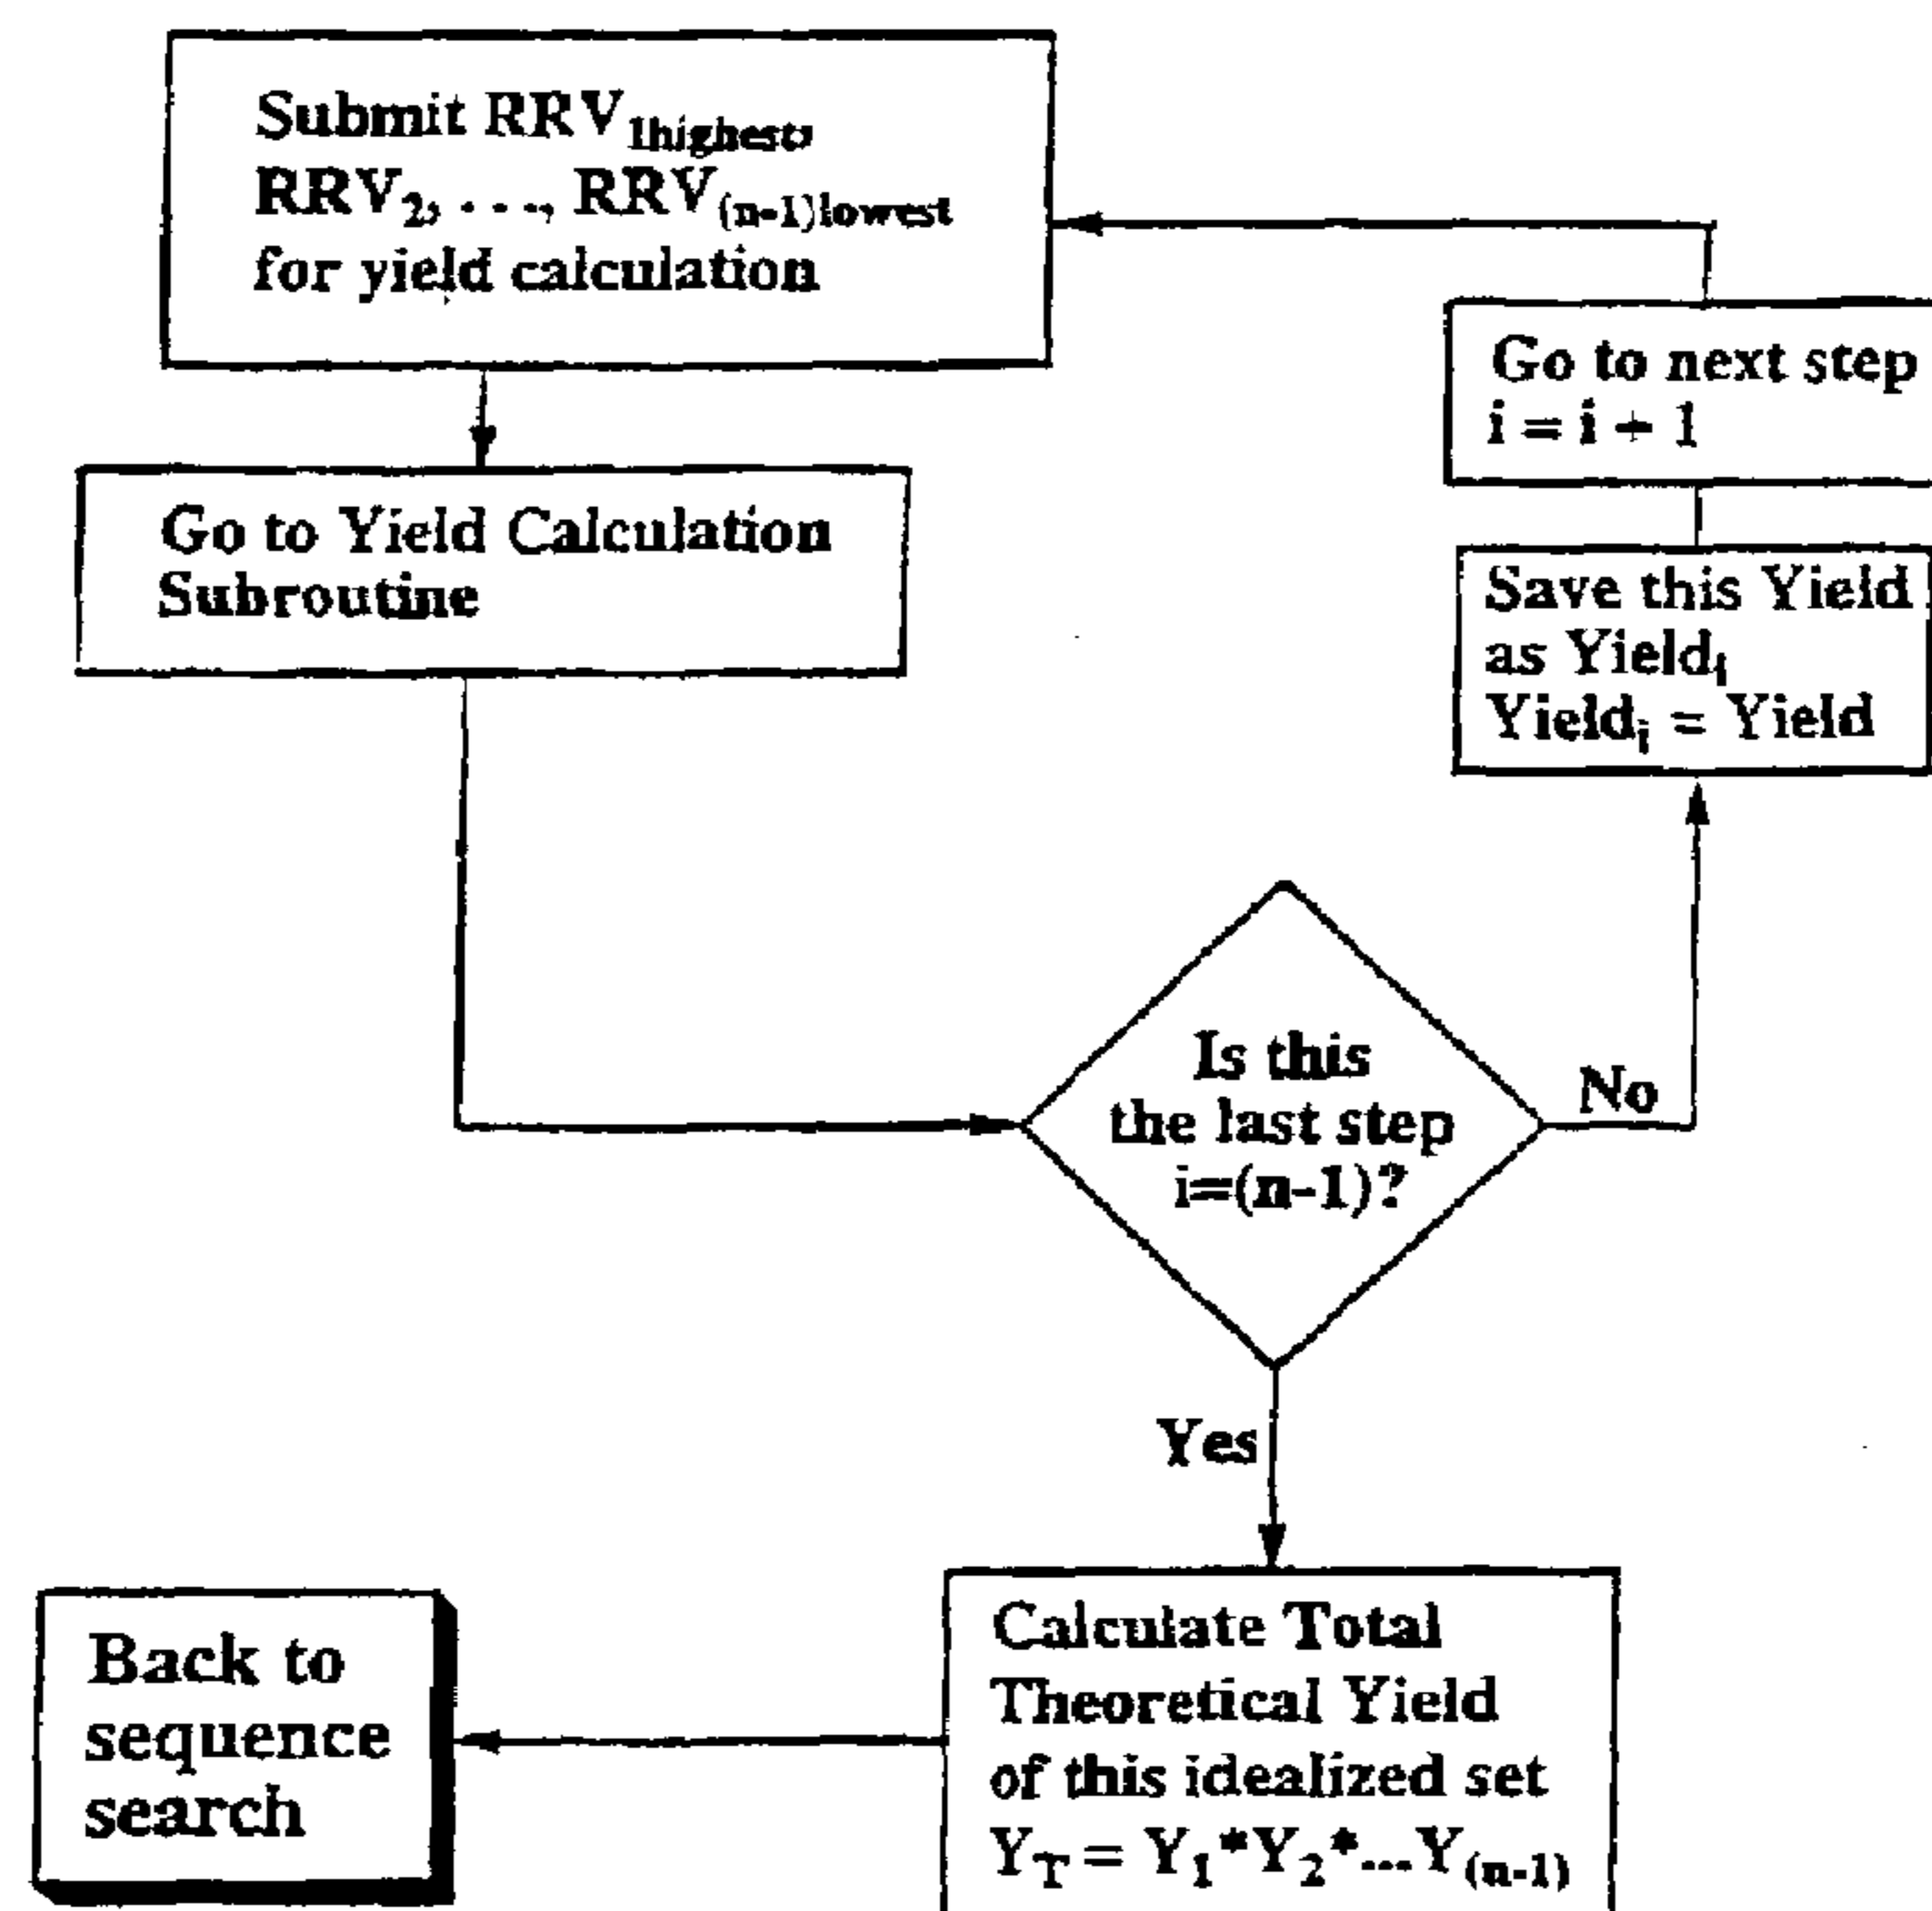 Submit RRV₁highest,
RRV₂, . . ., RRV₍ₙ₋₁₎lowest
for yield calculation
Go to next step
i = i + 1
Go to Yield Calculation
Subroutine
Save this Yield
as Yieldᵢ
Yieldᵢ = Yield
Is this
the last step
i=(n-1)?
No
Yes
Calculate Total
Theoretical Yield
of this idealized set
Y_T = Y₁*Y₂*...Y₍ₙ₋₁₎
Back to
sequence
search